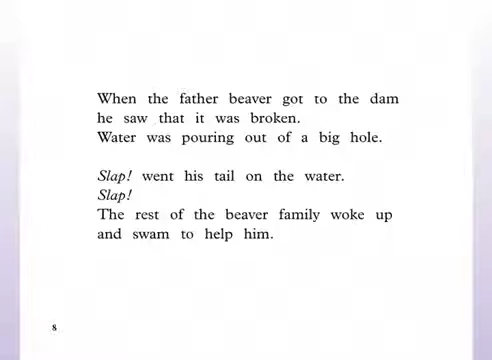 When the father beaver got to the dam
he saw that it was broken.
Water was pouring out of a big hole.
Slap! went his tail on the water.
Slap!
The rest of the beaver family woke up
and swam to help him.
8